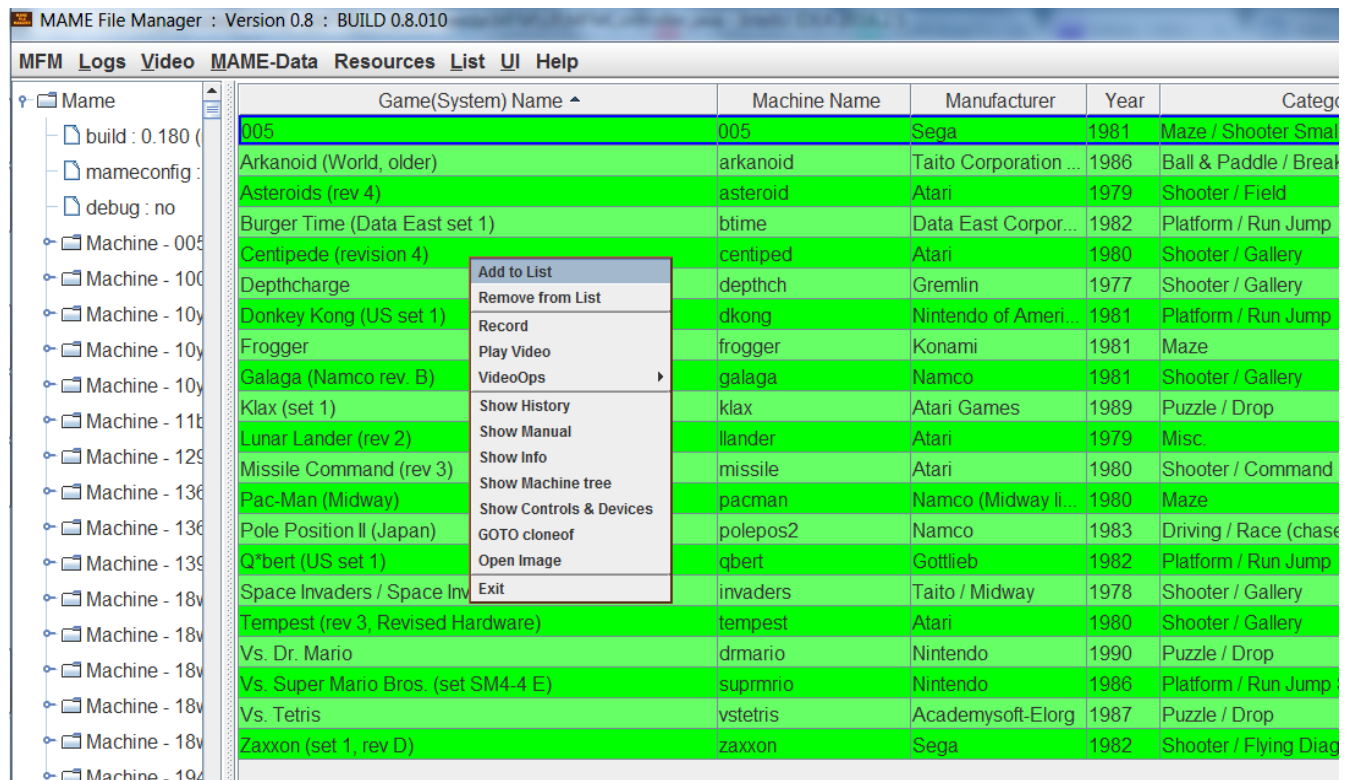 MAME File Manager : Version 0.8 : BUILD 0.8.010
MFM Logs Video MAME-Data Resources List UI Help
Mame
build : 0.180 (
mameconfig :
debug : no
Machine - 005
Machine - 100
Machine - 10y
Machine - 10y
Machine - 10y
Machine - 11b
Machine - 129
Machine - 136
Machine - 136
Machine - 139
Machine - 18w
Machine - 18w
Machine - 18w
Machine - 18w
Machine - 18w
Machine - 194
Game(System) Name Machine Name Manufacturer Year Catego
005 005 Sega 1981 Maze / Shooter Smal
Arkanoid (World, older) arkanoid Taito Corporation ... 1986 Ball & Paddle / Break
Asteroids (rev 4) asteroid Atari 1979 Shooter / Field
Burger Time (Data East set 1) btime Data East Corpor... 1982 Platform / Run Jump
Centipede (revision 4) centiped Atari 1980 Shooter / Gallery
Depthcharge depthch Gremlin 1977 Shooter / Gallery
Donkey Kong (US set 1) dkong Nintendo of Ameri... 1981 Platform / Run Jump
Frogger frogger Konami 1981 Maze
Galaga (Namco rev. B) galaga Namco 1981 Shooter / Gallery
Klax (set 1) klax Atari Games 1989 Puzzle / Drop
Lunar Lander (rev 2) llander Atari 1979 Misc.
Missile Command (rev 3) missile Atari 1980 Shooter / Command
Pac-Man (Midway) pacman Namco (Midway li... 1980 Maze
Pole Position II (Japan) polepos2 Namco 1983 Driving / Race (chase
Q*bert (US set 1) qbert Gottlieb 1982 Platform / Run Jump
Space Invaders / Space Inv invaders Taito / Midway 1978 Shooter / Gallery
Tempest (rev 3, Revised Hardware) tempest Atari 1980 Shooter / Gallery
Vs. Dr. Mario drmario Nintendo 1990 Puzzle / Drop
Vs. Super Mario Bros. (set SM4-4 E) suprmrio Nintendo 1986 Platform / Run Jump
Vs. Tetris vstetris Academysoft-Elorg 1987 Puzzle / Drop
Zaxxon (set 1, rev D) zaxxon Sega 1982 Shooter / Flying Diag
Add to List
Remove from List
Record
Play Video
VideoOps
Show History
Show Manual
Show Info
Show Machine tree
Show Controls & Devices
GOTO cloneof
Open Image
Exit